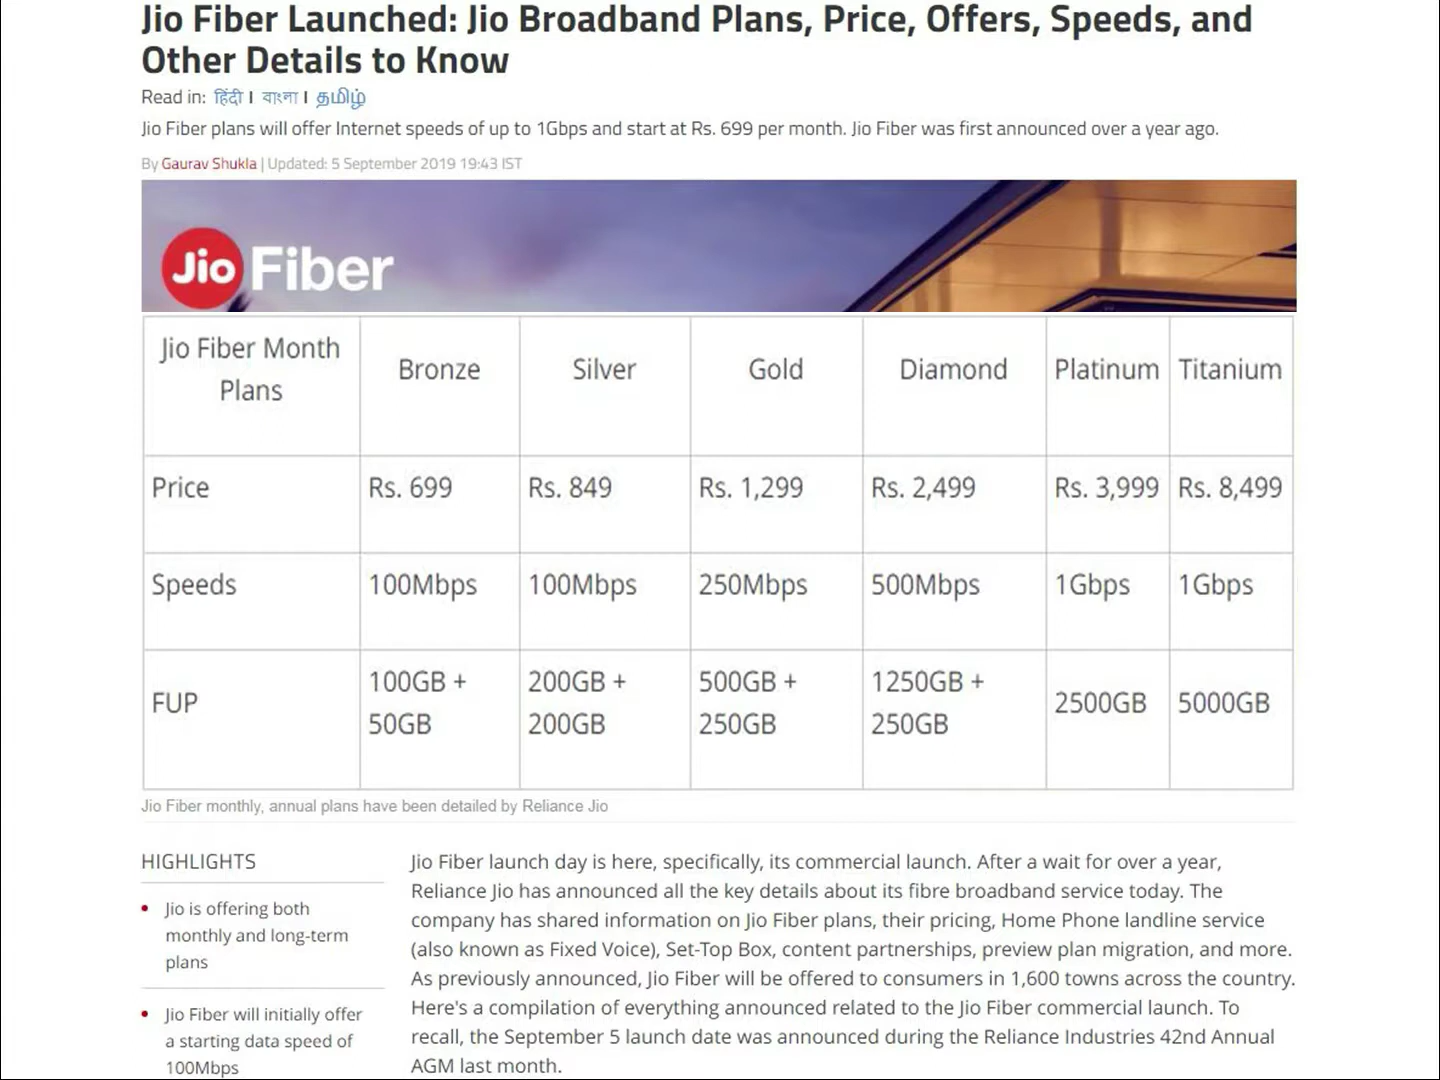 Jio Fiber Launched: Jio Broadband Plans, Price, Offers, Speeds, and
Other Details to Know
Read in: हिंदी | বাংলা | தமிழ்
Jio Fiber plans will offer Internet speeds of up to 1Gbps and start at Rs. 699 per month. Jio Fiber was first announced over a year ago.
By Gaurav Shukla | Updated: 5 September 2019 19:43 IST
Jio Fiber
Jio Fiber Month Plans Bronze Silver Gold Diamond Platinum Titanium
Price Rs. 699 Rs. 849 Rs. 1,299 Rs. 2,499 Rs. 3,999 Rs. 8,499
Speeds 100Mbps 100Mbps 250Mbps 500Mbps 1Gbps 1Gbps
FUP 100GB + 50GB 200GB + 200GB 500GB + 250GB 1250GB + 250GB 2500GB 5000GB
Jio Fiber monthly, annual plans have been detailed by Reliance Jio
HIGHLIGHTS
Jio is offering both
monthly and long-term
plans
Jio Fiber will initially offer
a starting data speed of
100Mbps
Jio Fiber launch day is here, specifically, its commercial launch. After a wait for over a year,
Reliance Jio has announced all the key details about its fibre broadband service today. The
company has shared information on Jio Fiber plans, their pricing, Home Phone landline service
(also known as Fixed Voice), Set-Top Box, content partnerships, preview plan migration, and more.
As previously announced, Jio Fiber will be offered to consumers in 1,600 towns across the country.
Here's a compilation of everything announced related to the Jio Fiber commercial launch. To
recall, the September 5 launch date was announced during the Reliance Industries 42nd Annual
AGM last month.